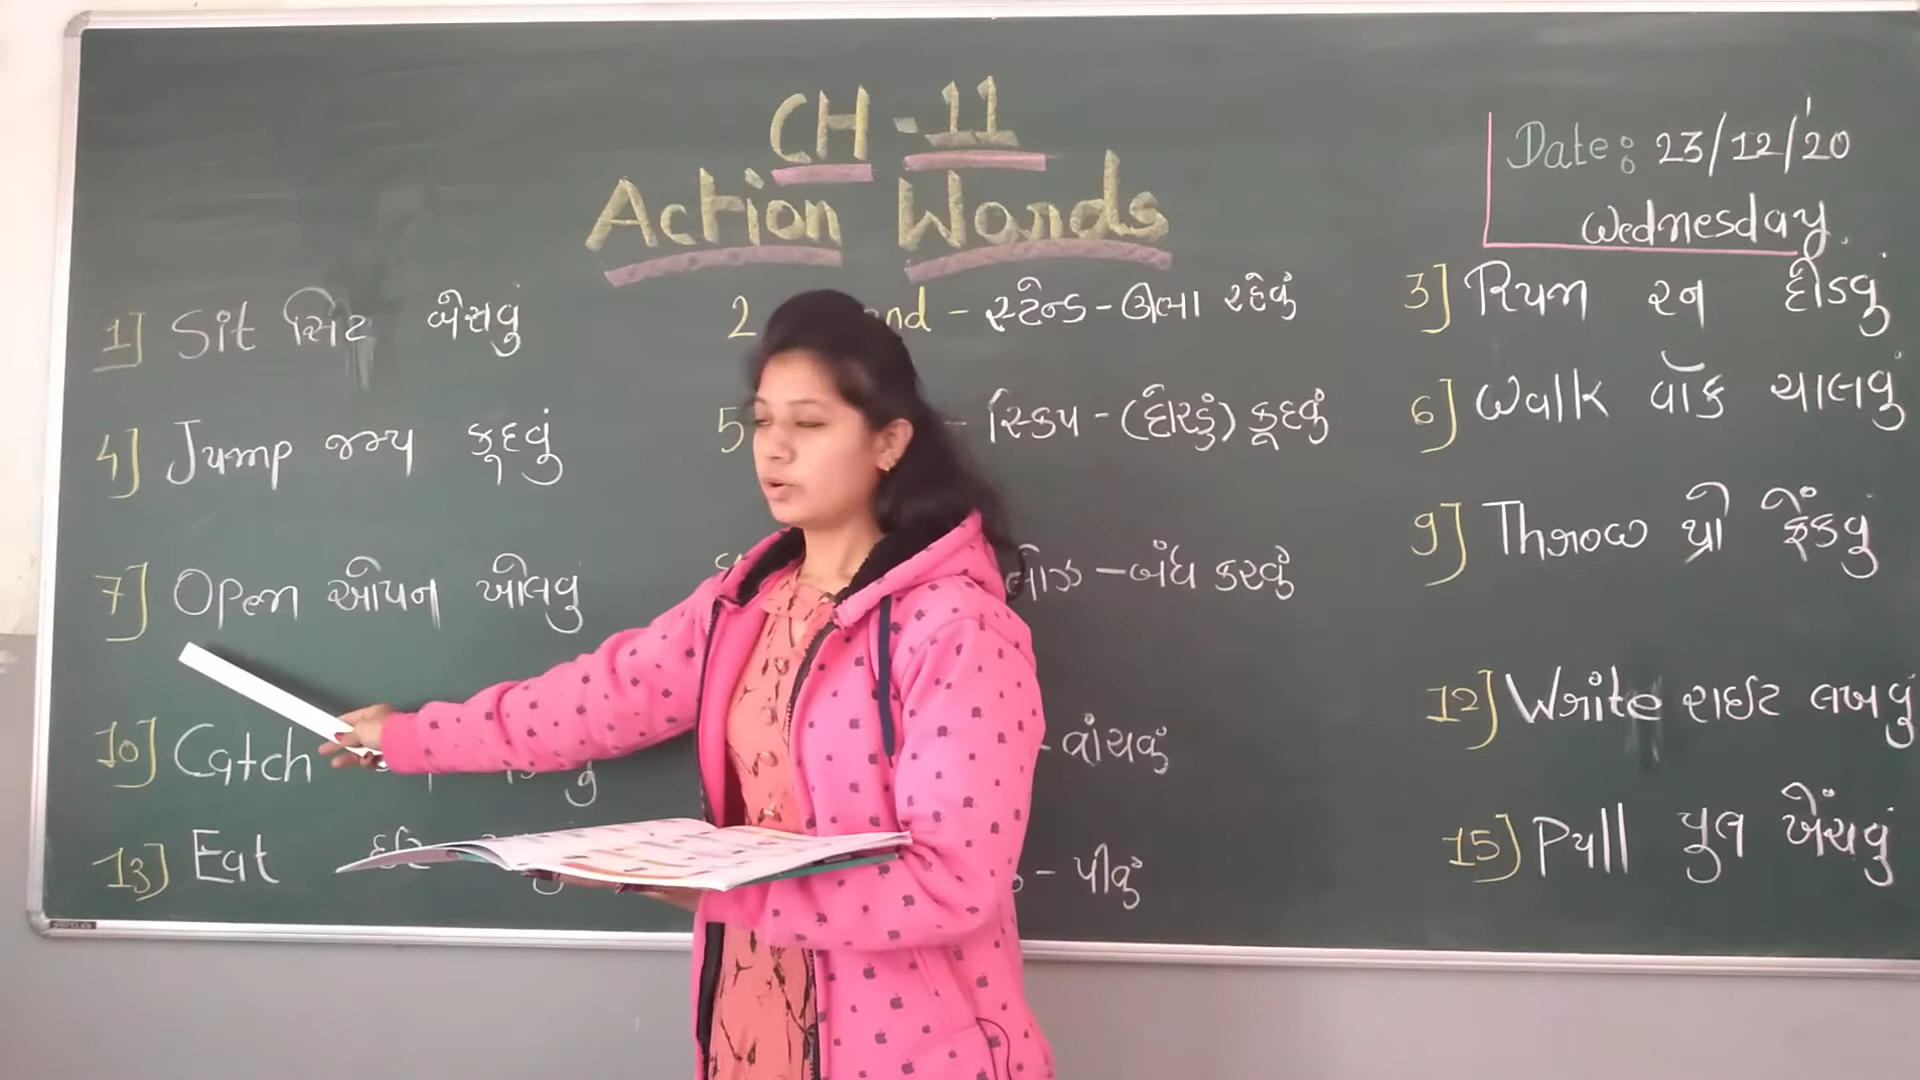 CH-11
Action Words
Date: 23/12/20
Wednesday.
1] Sit સિટ બેસવું
2 nd - સ્ટેન્ડ - ઊભા રહેવું
3] Run રન દોડવું
4] Jump જમ્પ કૂદવું
5 - સ્કિપ - (દોરડું) કૂદવું
6] Walk વૉક ચાલવું
7] Open ઓપન ખોલવું
લોઝ - બંધ કરવું
9] Throw થ્રો ફેંકવું
10] Catch
- વાંચવું
12] Write રાઈટ લખવું
13] Eat
- પીવું
15] Pull પુલ ખેંચવું